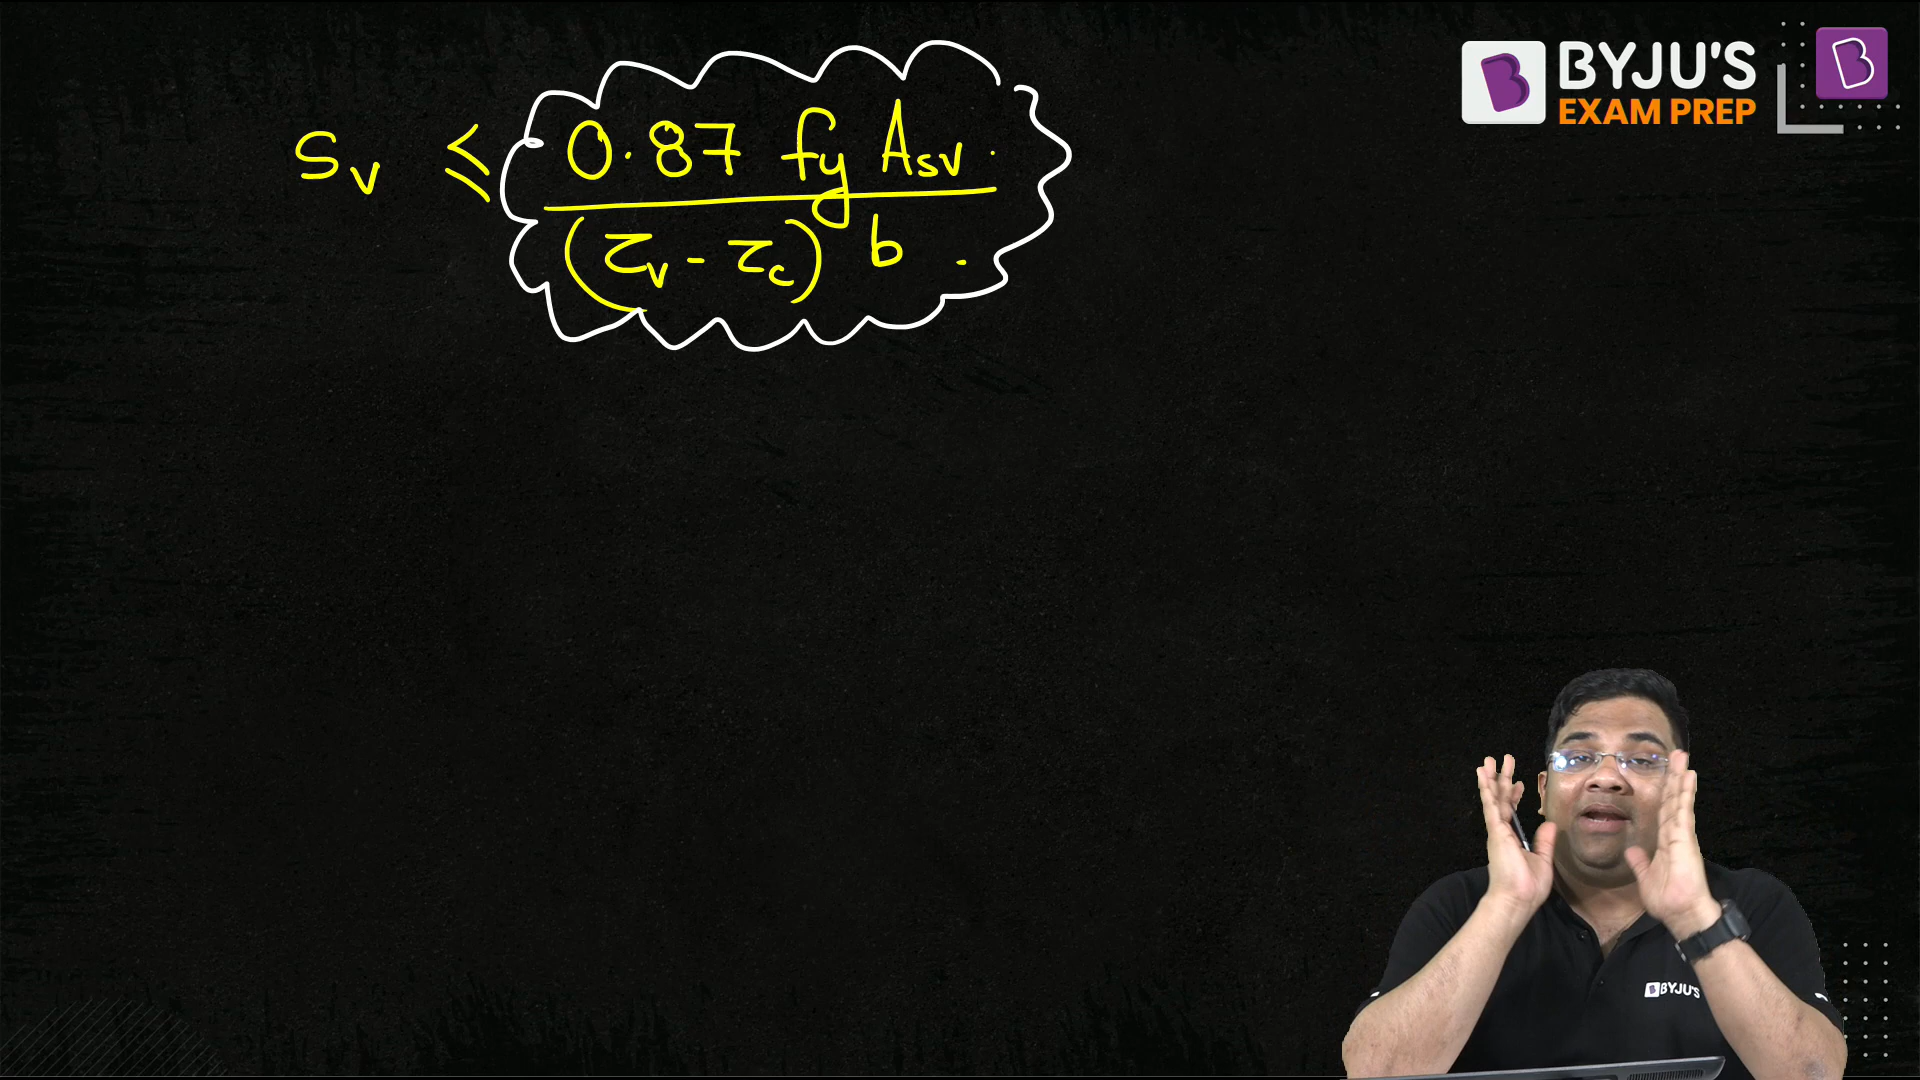 Sv ≤ 0.87 fy Asv
(τv - τc) b
BYJU'S
EXAM PREP
BYJU'S